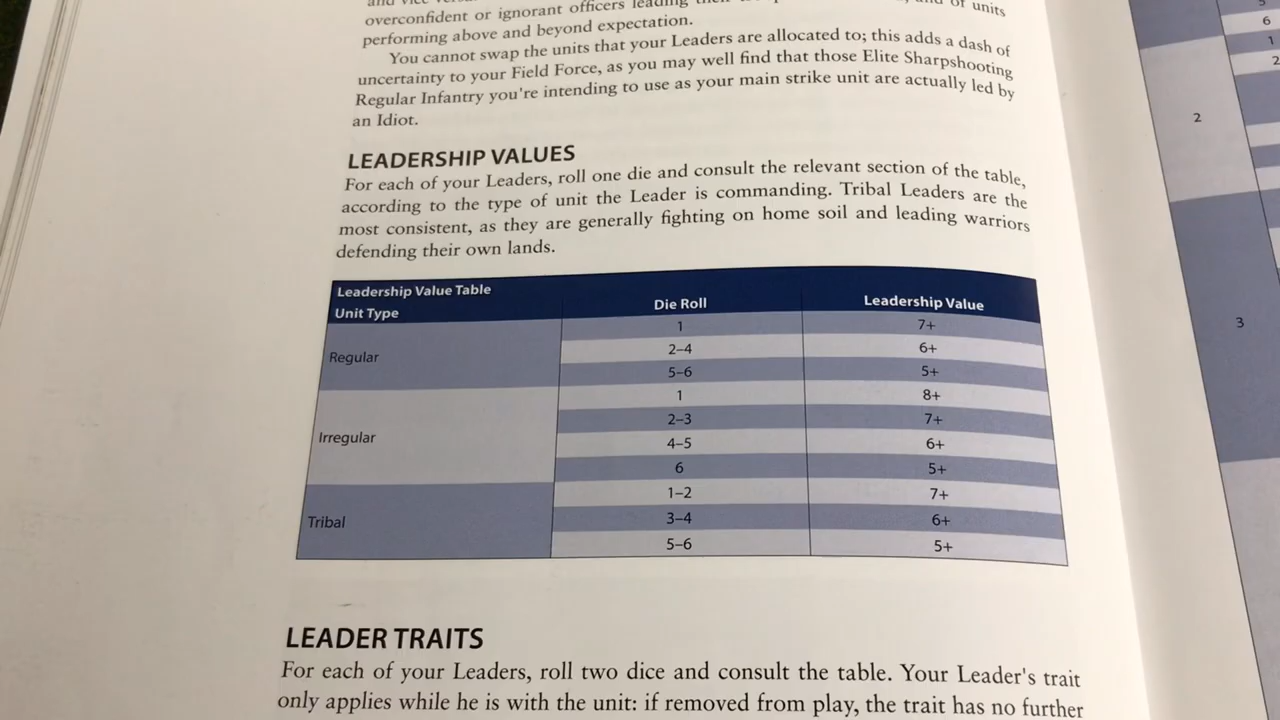 overconfident or ignorant officers leading
units
performing above and beyond expectation.
You cannot swap the units that your Leaders are allocated to; this adds a dash of
uncertainty to your Field Force, as you may well find that those Elite Sharpshooting
Regular Infantry you're intending to use as your main strike unit are actually led by
an Idiot.
LEADERSHIP VALUES
For each of your Leaders, roll one die and consult the relevant section of the table,
according to the type of unit the Leader is commanding. Tribal Leaders are the
most consistent, as they are generally fighting on home soil and leading warriors
defending their own lands.
Leadership Value Table
Unit Type Die Roll Leadership Value
Regular
1 7+
2–4 6+
5–6 5+
Irregular
1 8+
2–3 7+
4–5 6+
6 5+
Tribal
1–2 7+
3–4 6+
5–6 5+
LEADER TRAITS
For each of your Leaders, roll two dice and consult the table. Your Leader's trait
only applies while he is with the unit: if removed from play, the trait has no further
6
1
2
2
3